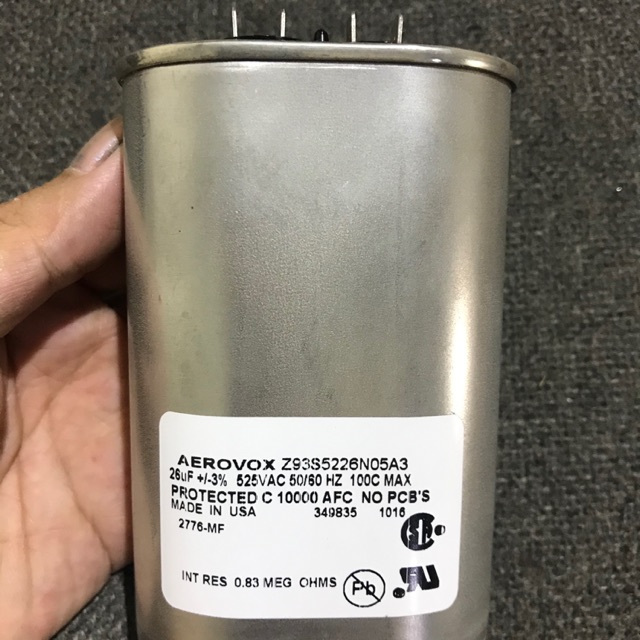 AEROVOX Z93S5226N05A3
26uF +/-3% 525VAC 50/60 HZ 100C MAX
PROTECTED C 10000 AFC NO PCB'S
MADE IN USA 349835 1016
2776-MF
INT RES 0.83 MEG OHMS Pb